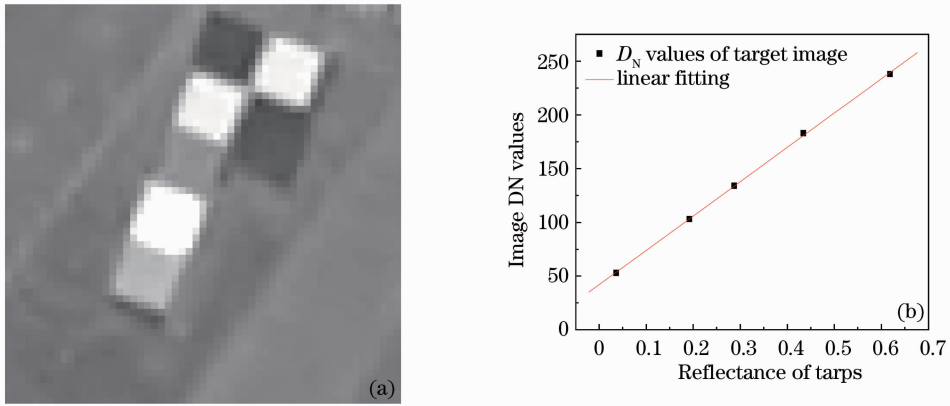 (a)
Image DN values
250
200
150
100
50
0
D_N values of target image
linear fitting
(b)
0 0.1 0.2 0.3 0.4 0.5 0.6 0.7
Reflectance of tarps